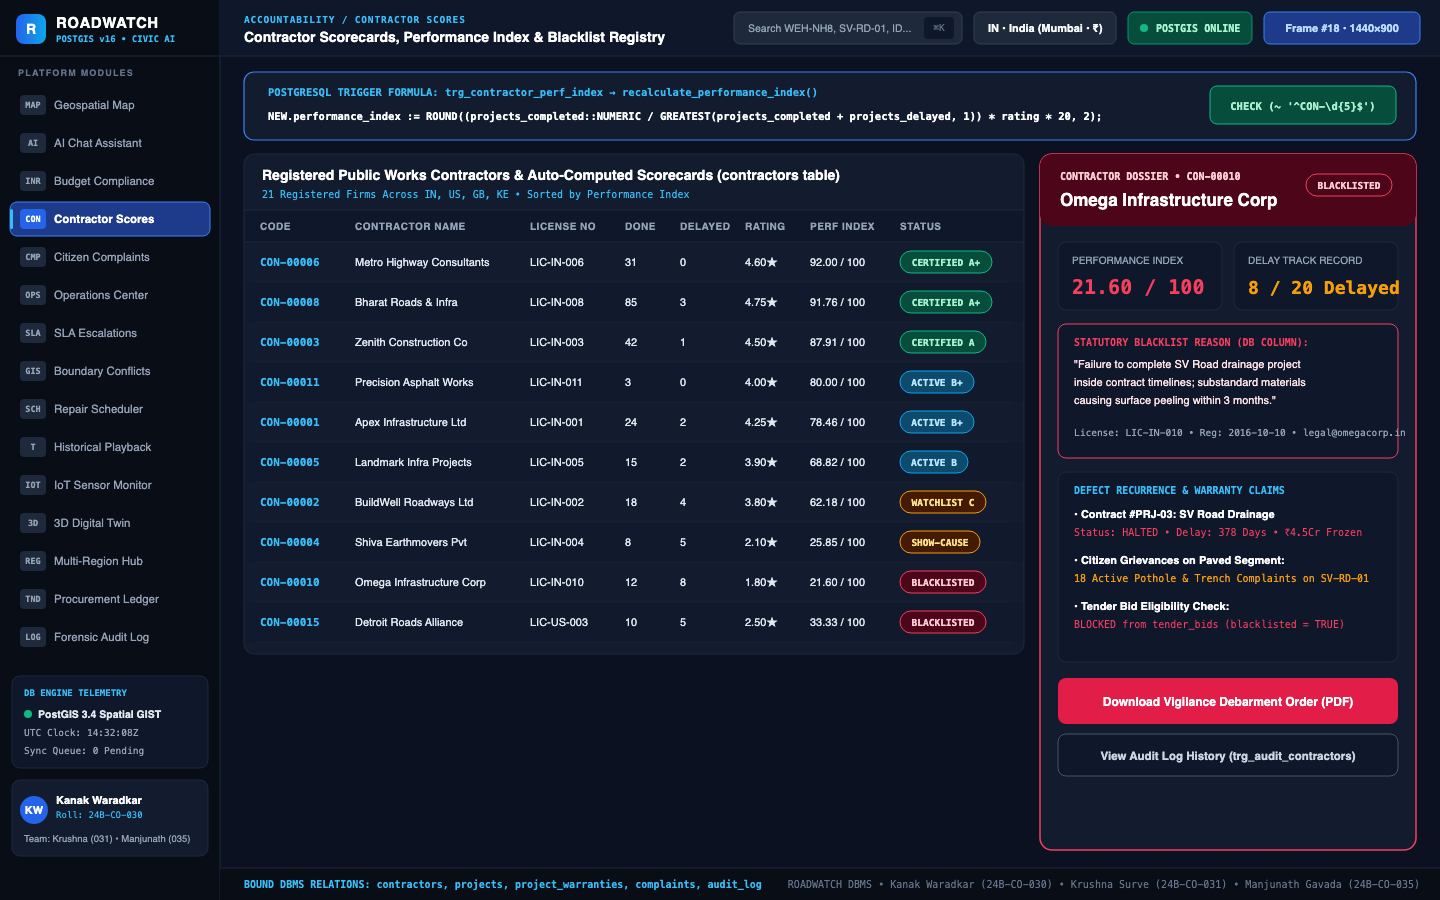 R
ROADWATCH
POSTGIS v16 • CIVIC AI
PLATFORM MODULES
MAP Geospatial Map
AI AI Chat Assistant
INR Budget Compliance
CON Contractor Scores
CMP Citizen Complaints
OPS Operations Center
SLA SLA Escalations
GIS Boundary Conflicts
SCH Repair Scheduler
T Historical Playback
IOT IoT Sensor Monitor
3D 3D Digital Twin
REG Multi-Region Hub
TND Procurement Ledger
LOG Forensic Audit Log
DB ENGINE TELEMETRY
PostGIS 3.4 Spatial GIST
UTC Clock: 14:32:08Z
Sync Queue: 0 Pending
KW
Kanak Waradkar
Roll: 24B-CO-030
Team: Krushna (031) • Manjunath (035)
ACCOUNTABILITY / CONTRACTOR SCORES
Contractor Scorecards, Performance Index & Blacklist Registry
Search WEH-NH8, SV-RD-01, ID... ⌘K
IN · India (Mumbai · ₹)
POSTGIS ONLINE
Frame #18 · 1440×900
POSTGRESQL TRIGGER FORMULA: trg_contractor_perf_index → recalculate_performance_index()
NEW.performance_index := ROUND((projects_completed::NUMERIC / GREATEST(projects_completed + projects_delayed, 1)) * rating * 20, 2);
CHECK (~ '^CON-\d{5}$')
Registered Public Works Contractors & Auto-Computed Scorecards (contractors table)
21 Registered Firms Across IN, US, GB, KE • Sorted by Performance Index
CODE CONTRACTOR NAME LICENSE NO DONE DELAYED RATING PERF INDEX STATUS
CON-00006 Metro Highway Consultants LIC-IN-006 31 0 4.60★ 92.00 / 100 CERTIFIED A+
CON-00008 Bharat Roads & Infra LIC-IN-008 85 3 4.75★ 91.76 / 100 CERTIFIED A+
CON-00003 Zenith Construction Co LIC-IN-003 42 1 4.50★ 87.91 / 100 CERTIFIED A
CON-00011 Precision Asphalt Works LIC-IN-011 3 0 4.00★ 80.00 / 100 ACTIVE B+
CON-00001 Apex Infrastructure Ltd LIC-IN-001 24 2 4.25★ 78.46 / 100 ACTIVE B+
CON-00005 Landmark Infra Projects LIC-IN-005 15 2 3.90★ 68.82 / 100 ACTIVE B
CON-00002 BuildWell Roadways Ltd LIC-IN-002 18 4 3.80★ 62.18 / 100 WATCHLIST C
CON-00004 Shiva Earthmovers Pvt LIC-IN-004 8 5 2.10★ 25.85 / 100 SHOW-CAUSE
CON-00010 Omega Infrastructure Corp LIC-IN-010 12 8 1.80★ 21.60 / 100 BLACKLISTED
CON-00015 Detroit Roads Alliance LIC-US-003 10 5 2.50★ 33.33 / 100 BLACKLISTED
CONTRACTOR DOSSIER • CON-00010
Omega Infrastructure Corp
BLACKLISTED
PERFORMANCE INDEX
21.60 / 100
DELAY TRACK RECORD
8 / 20 Delayed
STATUTORY BLACKLIST REASON (DB COLUMN):
"Failure to complete SV Road drainage project
inside contract timelines; substandard materials
causing surface peeling within 3 months."
License: LIC-IN-010 • Reg: 2016-10-10 • legal@omegacorp.in
DEFECT RECURRENCE & WARRANTY CLAIMS
• Contract #PRJ-03: SV Road Drainage
Status: HALTED • Delay: 378 Days • ₹4.5Cr Frozen
• Citizen Grievances on Paved Segment:
18 Active Pothole & Trench Complaints on SV-RD-01
• Tender Bid Eligibility Check:
BLOCKED from tender_bids (blacklisted = TRUE)
Download Vigilance Debarment Order (PDF)
View Audit Log History (trg_audit_contractors)
BOUND DBMS RELATIONS: contractors, projects, project_warranties, complaints, audit_log
ROADWATCH DBMS • Kanak Waradkar (24B-CO-030) • Krushna Surve (24B-CO-031) • Manjunath Gavada (24B-CO-035)